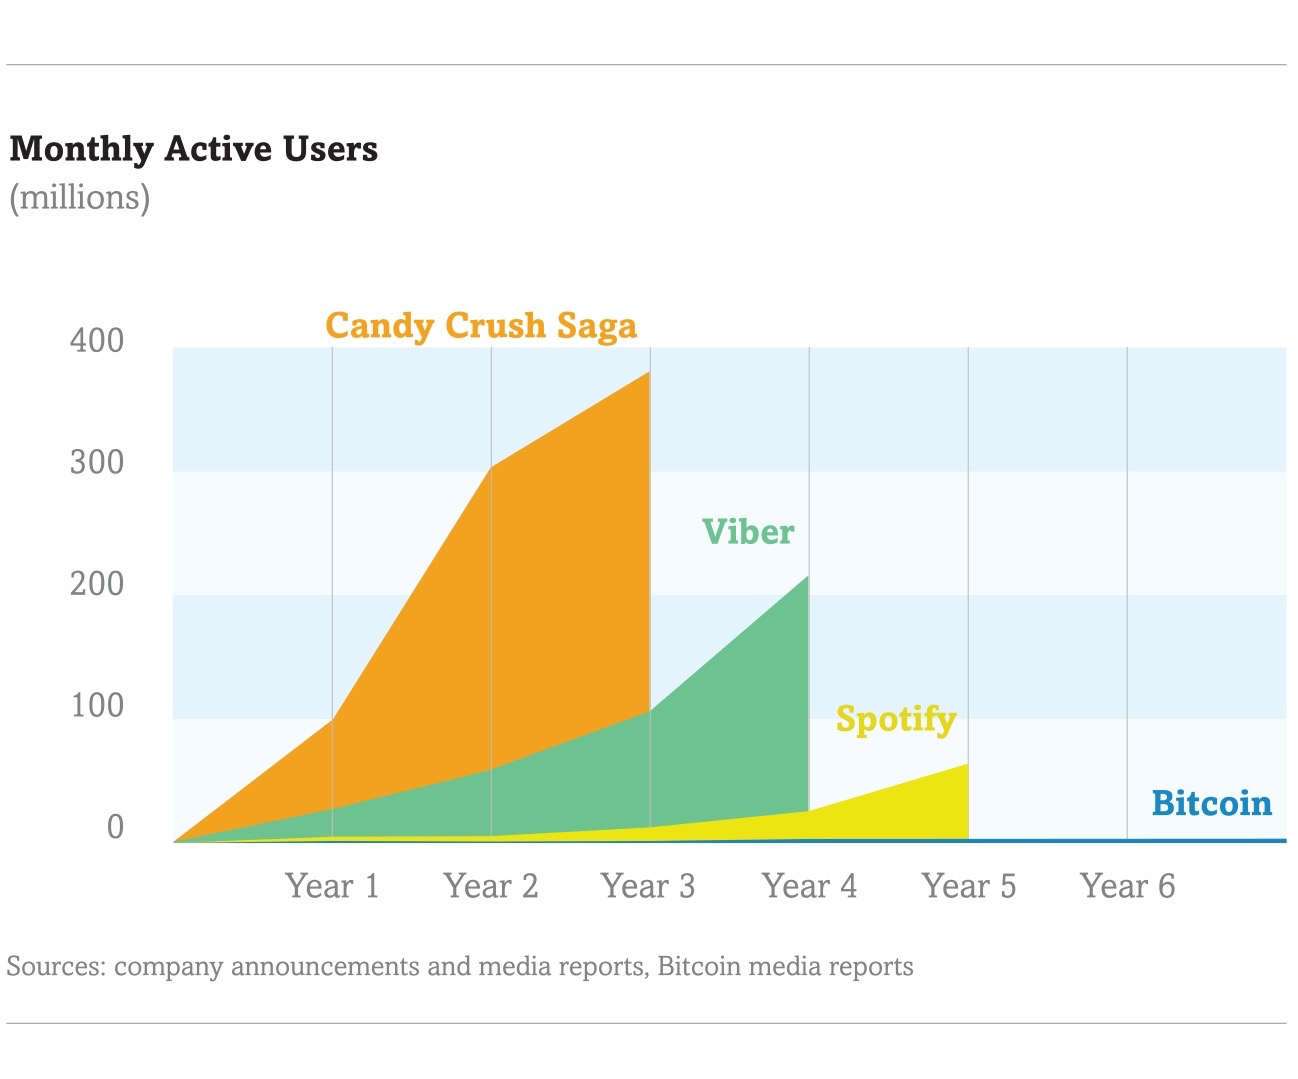 Monthly Active Users
(millions)
Candy Crush Saga
400
300
Viber
200
100
Spotify
Bitcoin
0
Year 1 Year 2 Year 3 Year 4 Year 5 Year 6
Sources: company announcements and media reports, Bitcoin media reports